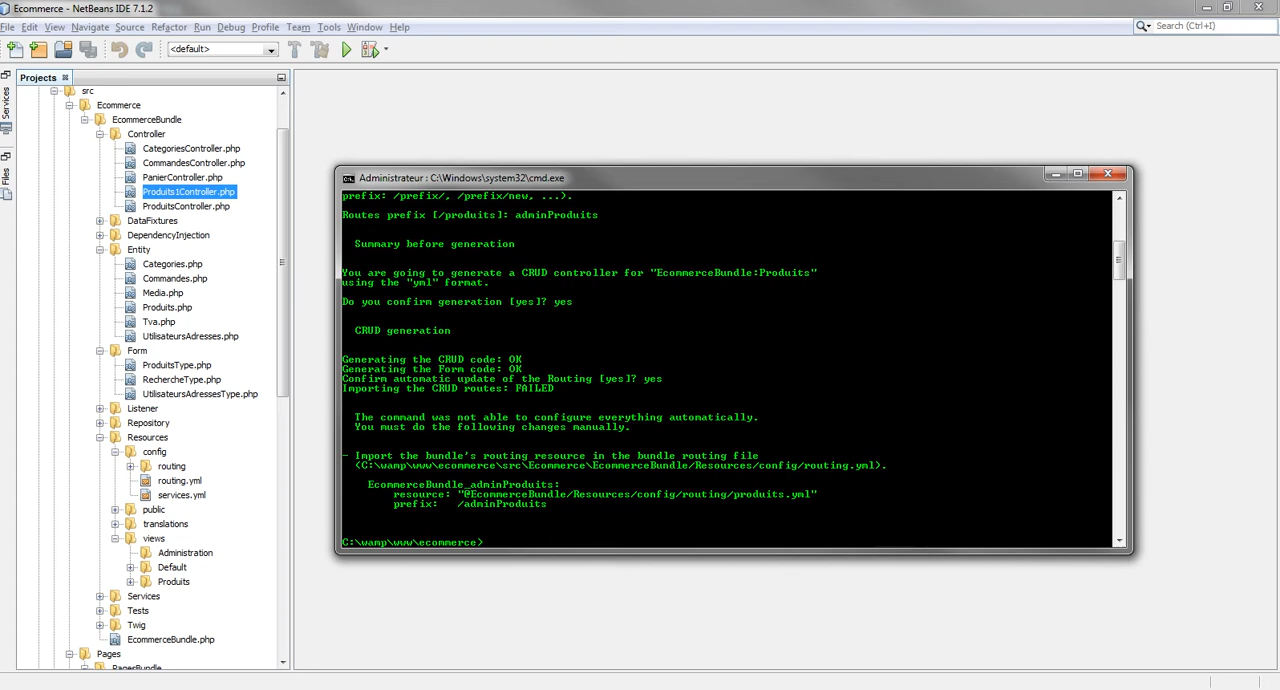 Ecommerce - NetBeans IDE 7.1.2
File Edit View Navigate Source Refactor Run Debug Profile Team Tools Window Help
Search (Ctrl+I)
<default>
Services
Files
Projects
src
Ecommerce
EcommerceBundle
Controller
CategoriesController.php
CommandesController.php
PanierController.php
Produits1Controller.php
ProduitsController.php
DataFixtures
DependencyInjection
Entity
Categories.php
Commandes.php
Media.php
Produits.php
Tva.php
UtilisateursAdresses.php
Form
ProduitsType.php
RechercheType.php
UtilisateursAdressesType.php
Listener
Repository
Resources
config
routing
routing.yml
services.yml
public
translations
views
Administration
Default
Produits
Services
Tests
Twig
EcommerceBundle.php
Pages
PagesBundle
Administrateur : C:\Windows\system32\cmd.exe
prefix: /prefix/, /prefix/new, ...).
Routes prefix [/produits]: adminProduits
Summary before generation
You are going to generate a CRUD controller for "EcommerceBundle:Produits"
using the "yml" format.
Do you confirm generation [yes]? yes
CRUD generation
Generating the CRUD code: OK
Generating the Form code: OK
Confirm automatic update of the Routing [yes]? yes
Importing the CRUD routes: FAILED
The command was not able to configure everything automatically.
You must do the following changes manually.
- Import the bundle's routing resource in the bundle routing file
(C:\wamp\www\ecommerce\src\Ecommerce\EcommerceBundle/Resources/config/routing.yml).
EcommerceBundle_adminProduits:
resource: "@EcommerceBundle/Resources/config/routing/produits.yml"
prefix: /adminProduits
C:\wamp\www\ecommerce>